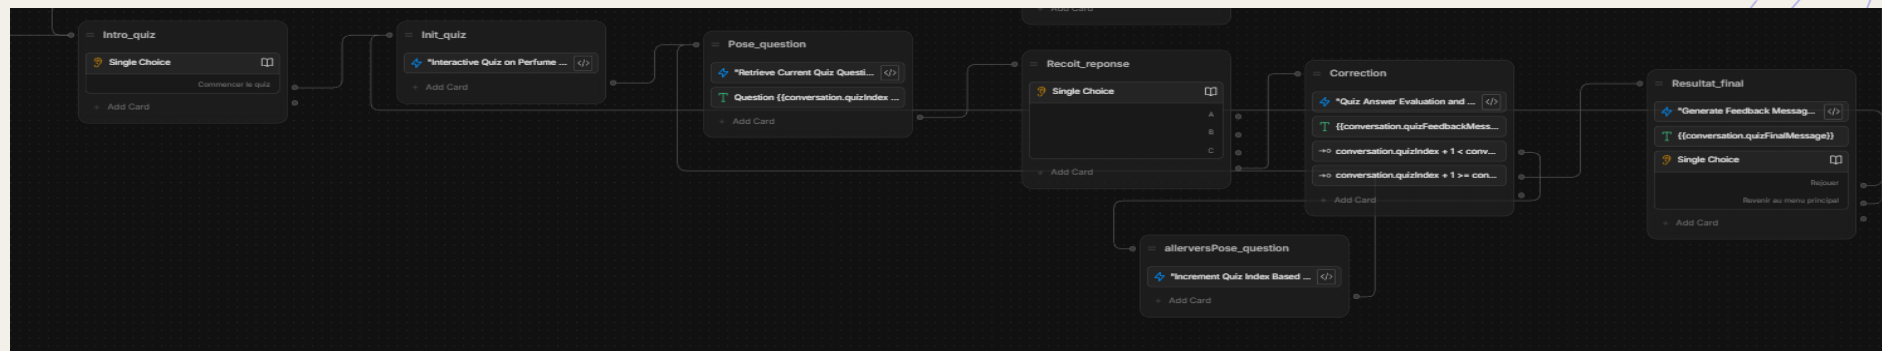 Intro_quiz
Single Choice
Commencer le quiz
Add Card
Init_quiz
"Interactive Quiz on Perfume ...
Add Card
Pose_question
"Retrieve Current Quiz Questi...
Question {{conversation.quizIndex ...
Add Card
Add Card
Recoit_reponse
Single Choice
A
B
C
Add Card
Correction
"Quiz Answer Evaluation and ...
{{conversation.quizFeedbackMess...
conversation.quizIndex + 1 < conv...
conversation.quizIndex + 1 >= con...
Add Card
allerversPose_question
"Increment Quiz Index Based ...
Add Card
Resultat_final
"Generate Feedback Messag...
{{conversation.quizFinalMessage}}
Single Choice
Rejouer
Revenir au menu principal
Add Card